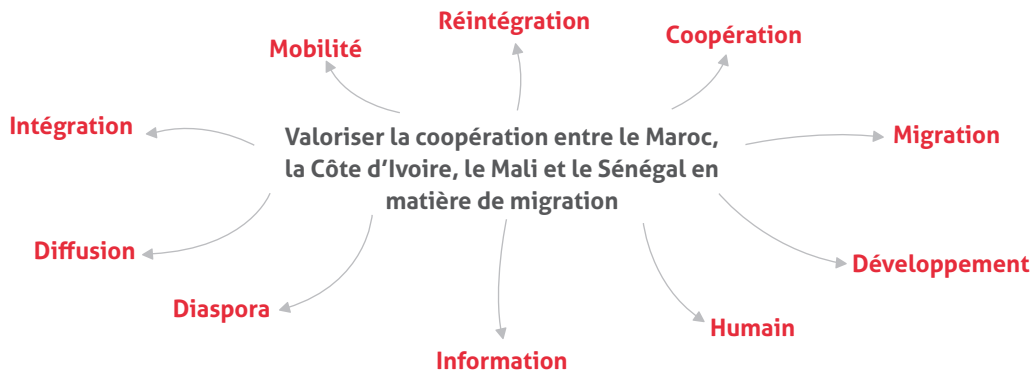 Réintégration
Coopération
Mobilité
Intégration
Migration
Valoriser la coopération entre le Maroc,
la Côte d’Ivoire, le Mali et le Sénégal en
matière de migration
Diffusion
Développement
Diaspora
Humain
Information